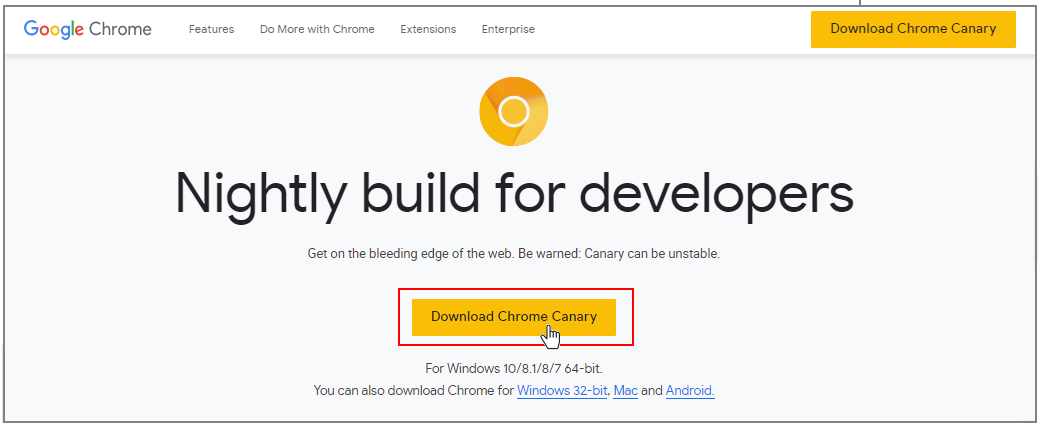 Google Chrome Features Do More with Chrome Extensions Enterprise Download Chrome Canary
Nightly build for developers
Get on the bleeding edge of the web. Be warned: Canary can be unstable.
Download Chrome Canary
For Windows 10/8.1/8/7 64-bit.
You can also download Chrome for Windows 32-bit, Mac and Android.